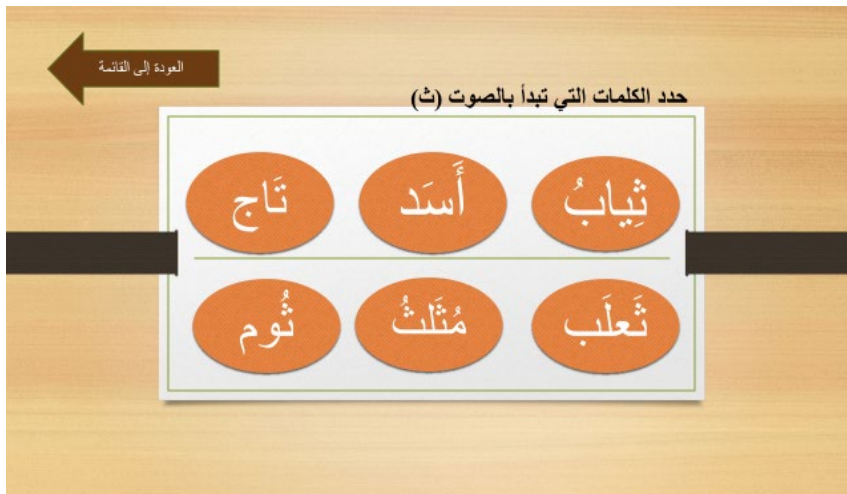 العودة إلى القائمة
حدد الكلمات التي تبدأ بالصوت (ث)
ثِيابُ أَسَد تَاج
ثَعلَب مُثَلثُ ثُوم